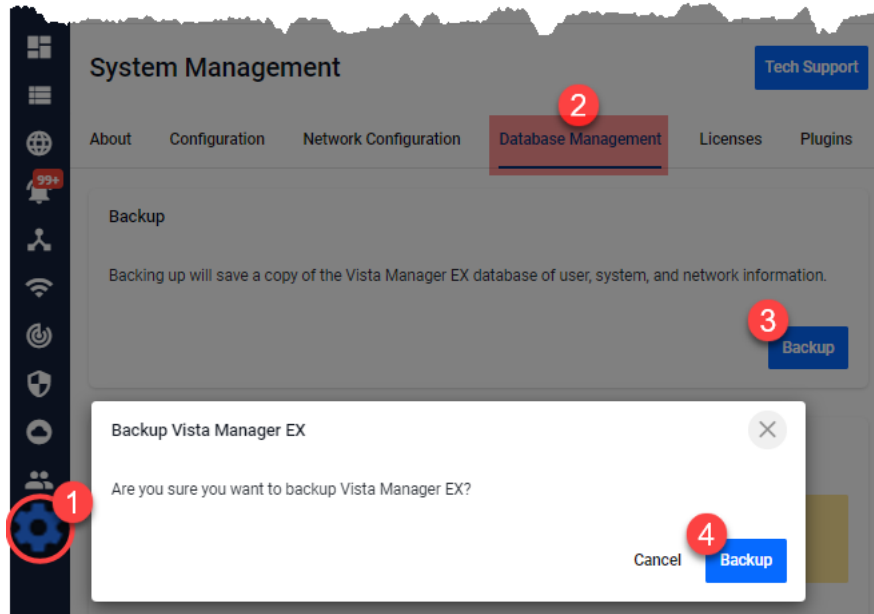 System Management
Tech Support
2
About Configuration Network Configuration Database Management Licenses Plugins
99+
Backup
Backing up will save a copy of the Vista Manager EX database of user, system, and network information.
3
Backup
Backup Vista Manager EX
Are you sure you want to backup Vista Manager EX?
1
4
Cancel Backup